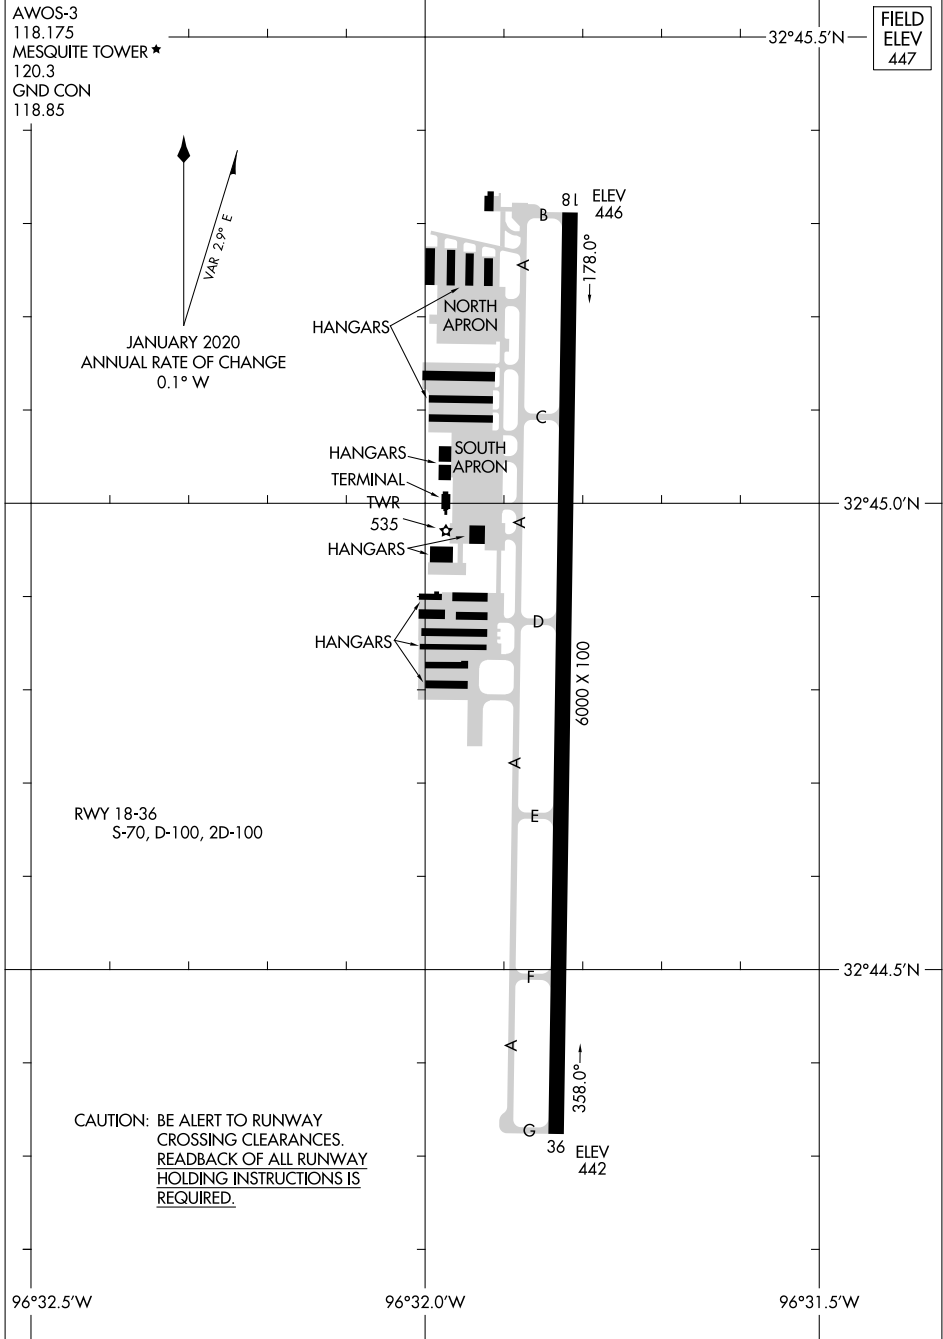 AWOS-3
118.175
MESQUITE TOWER ★
120.3
GND CON
118.85
32°45.5'N
FIELD
ELEV
447
VAR 2.9° E
JANUARY 2020
ANNUAL RATE OF CHANGE
0.1° W
18
ELEV
446
B
A
178.0°
NORTH
APRON
HANGARS
C
HANGARS
SOUTH
APRON
TERMINAL
TWR
535
32°45.0'N
A
HANGARS
D
HANGARS
6000 X 100
A
RWY 18-36
S-70, D-100, 2D-100
E
32°44.5'N
F
A
358.0°
CAUTION: BE ALERT TO RUNWAY
CROSSING CLEARANCES.
READBACK OF ALL RUNWAY
HOLDING INSTRUCTIONS IS
REQUIRED.
G
36
ELEV
442
96°32.5'W
96°32.0'W
96°31.5'W